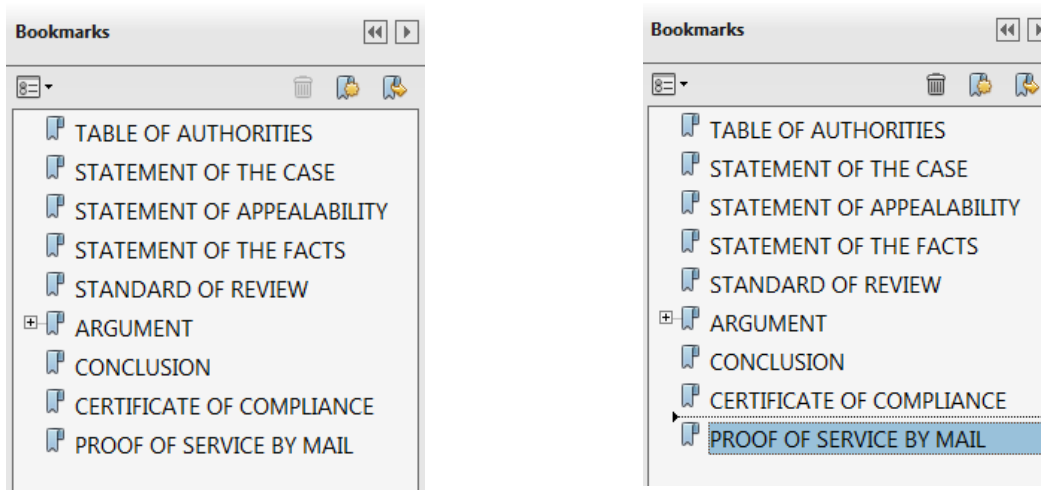 Bookmarks
TABLE OF AUTHORITIES
STATEMENT OF THE CASE
STATEMENT OF APPEALABILITY
STATEMENT OF THE FACTS
STANDARD OF REVIEW
ARGUMENT
CONCLUSION
CERTIFICATE OF COMPLIANCE
PROOF OF SERVICE BY MAIL
Bookmarks
TABLE OF AUTHORITIES
STATEMENT OF THE CASE
STATEMENT OF APPEALABILITY
STATEMENT OF THE FACTS
STANDARD OF REVIEW
ARGUMENT
CONCLUSION
CERTIFICATE OF COMPLIANCE
PROOF OF SERVICE BY MAIL